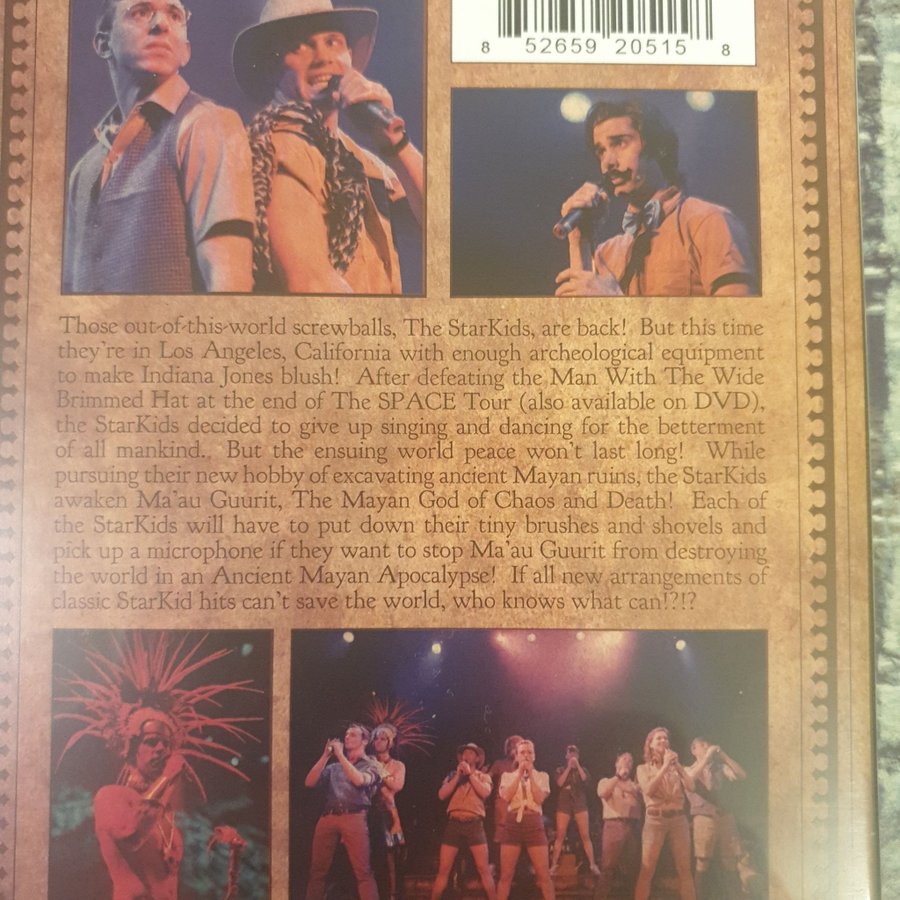 8 52659 20515 8
Those out-of-this-world screwballs, The StarKids, are back! But this time
they're in Los Angeles, California with enough archeological equipment
to make Indiana Jones blush! After defeating the Man With The Wide
Brimmed Hat at the end of The SPACE Tour (also available on DVD),
the StarKids decided to give up singing and dancing for the betterment
of all mankind.. But the ensuing world peace won't last long! While
pursuing their new hobby of excavating ancient Mayan ruins, the StarKids
awaken Ma'au Guurit, The Mayan God of Chaos and Death! Each of
the StarKids will have to put down their tiny brushes and shovels and
pick up a microphone if they want to stop Ma'au Guurit from destroying
the world in an Ancient Mayan Apocalypse! If all new arrangements of
classic StarKid hits can't save the world, who knows what can!?!?